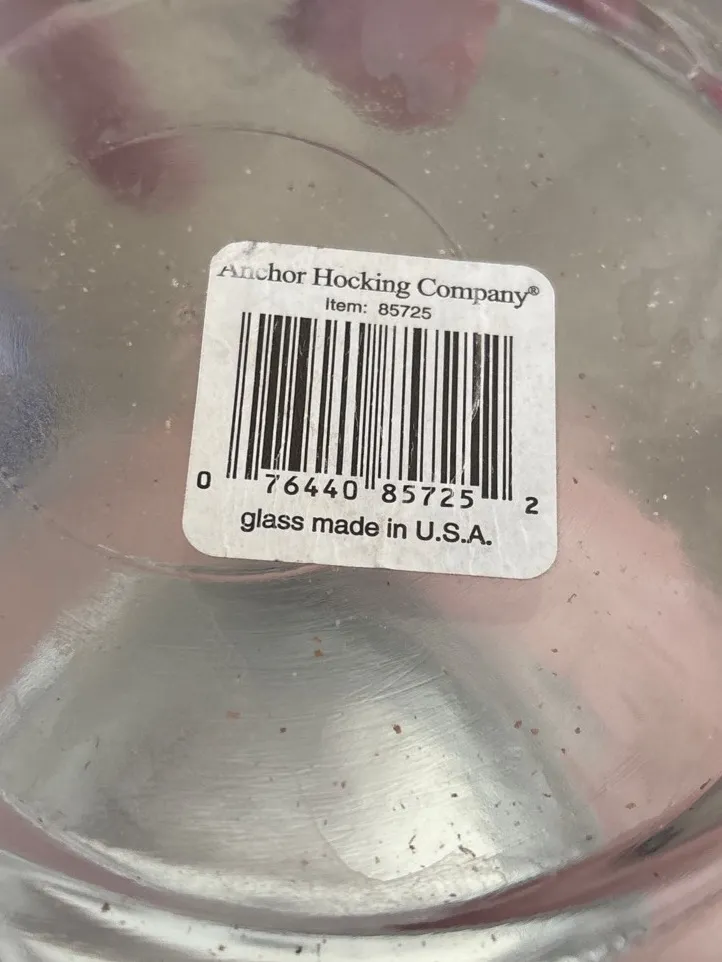 Anchor Hocking Company®
Item: 85725
0 76440 85725 2
glass made in U.S.A.